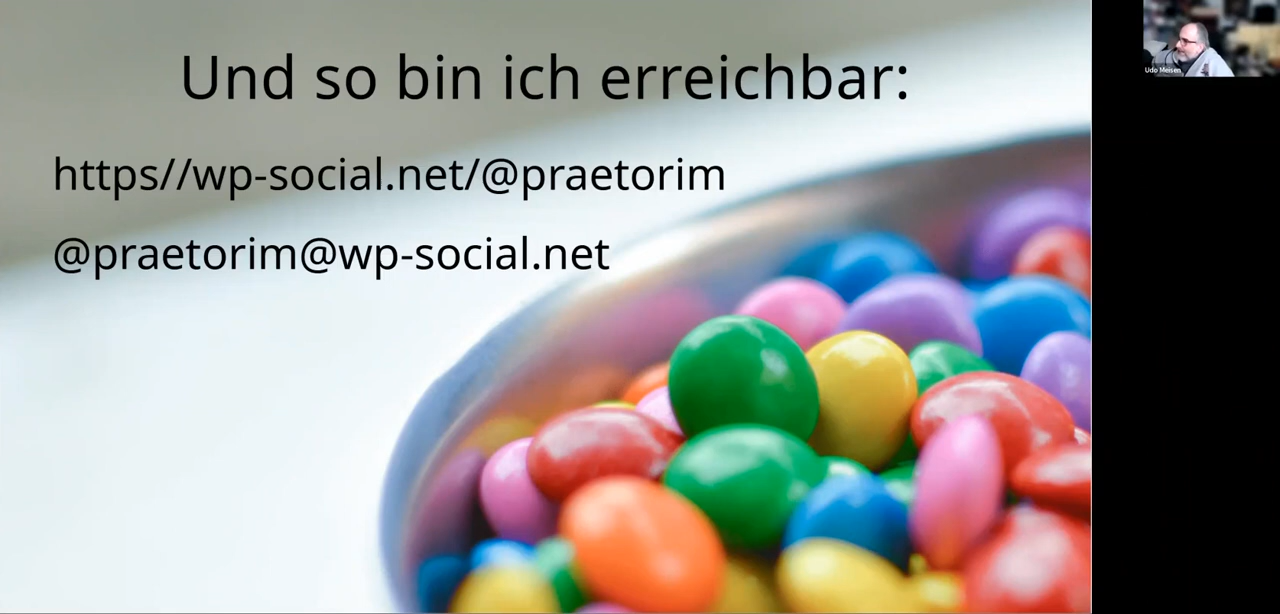 Und so bin ich erreichbar:
https//wp-social.net/@praetorim
@praetorim@wp-social.net
Udo Meisen